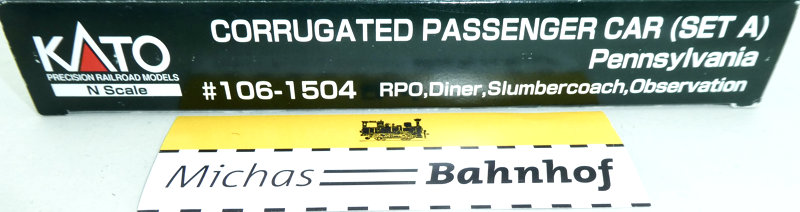 KATO
PRECISION RAILROAD MODELS
N Scale
CORRUGATED PASSENGER CAR (SET A)
Pennsylvania
#106-1504 RPO,Diner,Slumbercoach,Observation
Michas Bahnhof